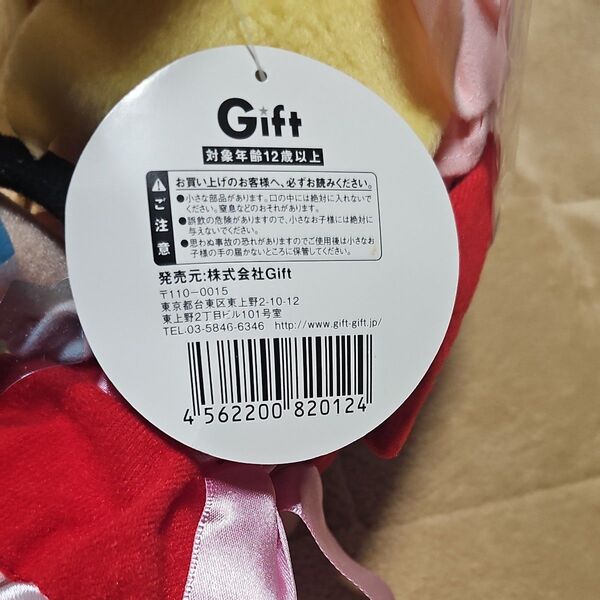 Gift
対象年齢12歳以上
ご注意
お買い上げのお客様へ、必ずお読みください。
●小さな部品があります。口の中には絶対に入れないで
ください。窒息などのおそれがあります。
●誤飲の危険がありますので、小さなお子様には絶対に
与えないでください。
●思わぬ事故の恐れがありますのでご使用後は小さなお
子様の手の届かないところに保管してください。
発売元:株式会社Gift
〒110-0015
東京都台東区東上野2-10-12
東上野2丁目ビル101号室
TEL.03-5846-6346 http://www.gift-gift.jp/
4 562200 820124